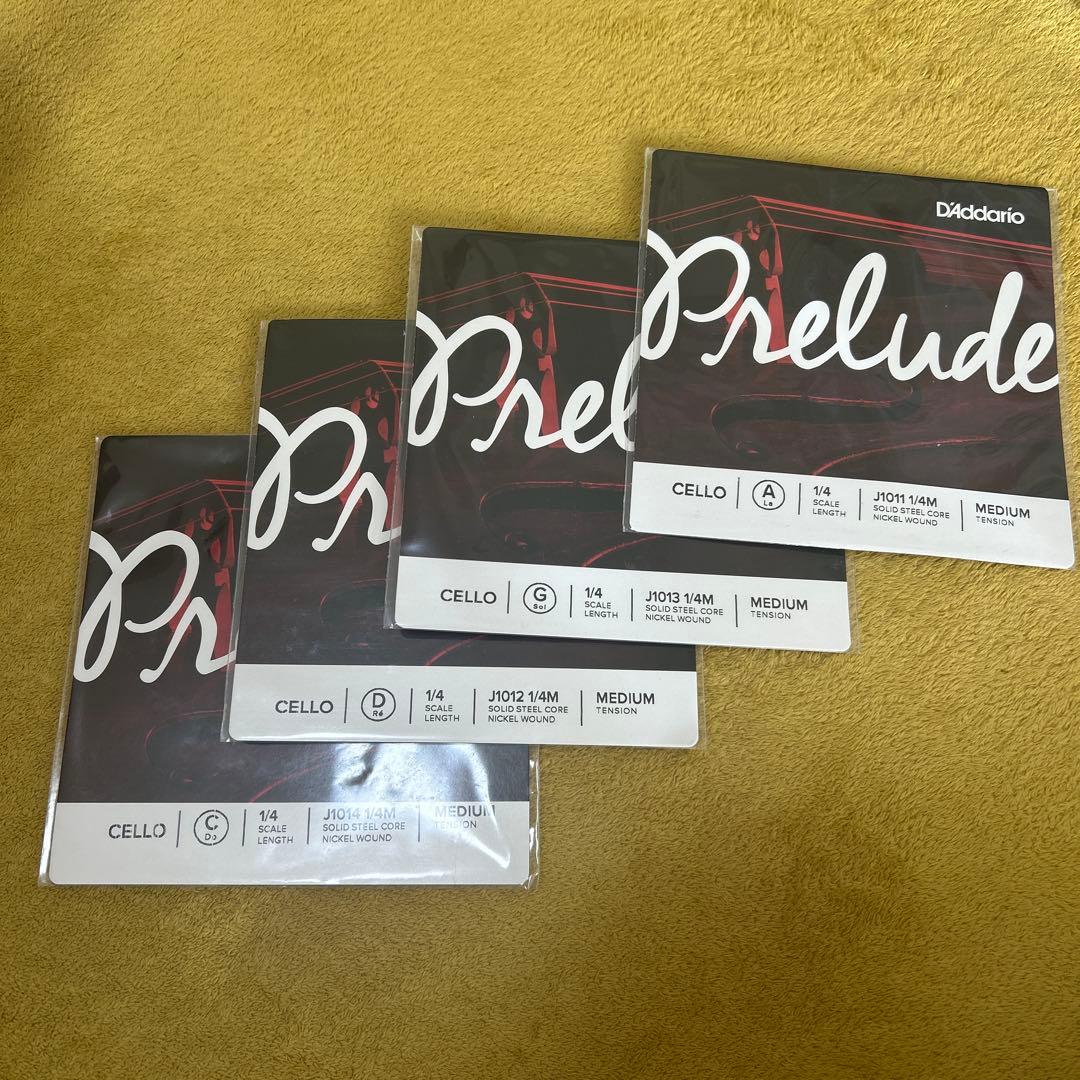 D'Addario
Prelude
CELLO
A
La
1/4
SCALE
LENGTH
J1011 1/4M
SOLID STEEL CORE
NICKEL WOUND
MEDIUM
TENSION
Prel
CELLO
G
Sol
1/4
SCALE
LENGTH
J1013 1/4M
SOLID STEEL CORE
NICKEL WOUND
MEDIUM
TENSION
Pr
CELLO
D
Ré
1/4
SCALE
LENGTH
J1012 1/4M
SOLID STEEL CORE
NICKEL WOUND
MEDIUM
TENSION
Pr
CELLO
C
Do
1/4
SCALE
LENGTH
J1014 1/4M
SOLID STEEL CORE
NICKEL WOUND
MEDIUM
TENSION